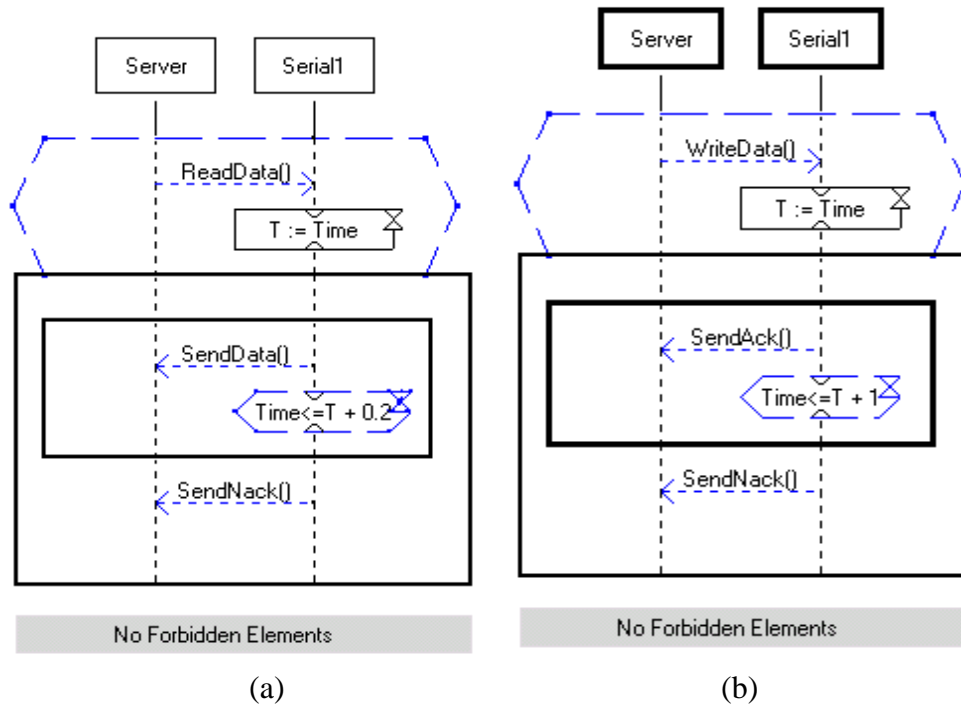 Server Serial1
ReadData()
T := Time
SendData()
Time<=T + 0.2
SendNack()
No Forbidden Elements
(a)
Server Serial1
WriteData()
T := Time
SendAck()
Time<=T + 1
SendNack()
No Forbidden Elements
(b)